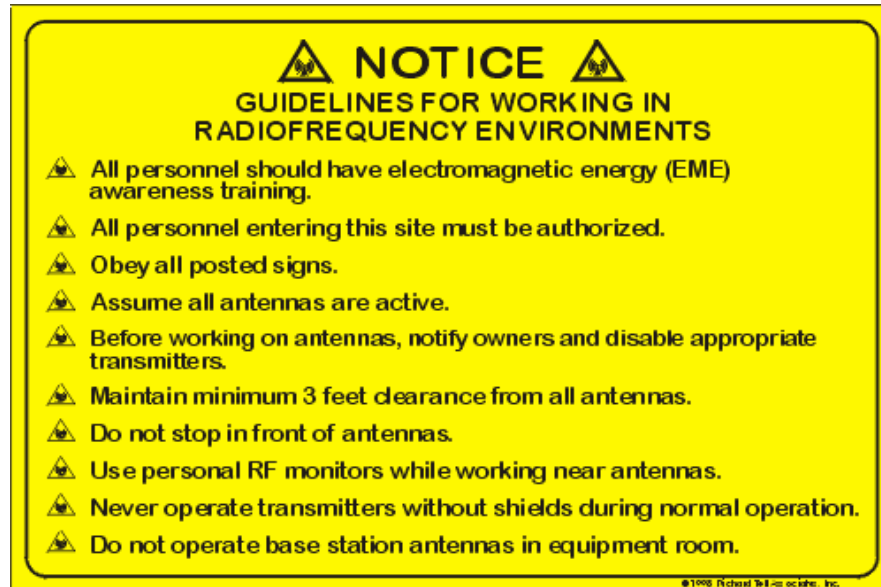 NOTICE
GUIDELINES FOR WORKING IN
RADIOFREQUENCY ENVIRONMENTS
All personnel should have electromagnetic energy (EME)
awareness training.
All personnel entering this site must be authorized.
Obey all posted signs.
Assume all antennas are active.
Before working on antennas, notify owners and disable appropriate
transmitters.
Maintain minimum 3 feet clearance from all antennas.
Do not stop in front of antennas.
Use personal RF monitors while working near antennas.
Never operate transmitters without shields during normal operation.
Do not operate base station antennas in equipment room.
Richard Tell Associates, Inc.